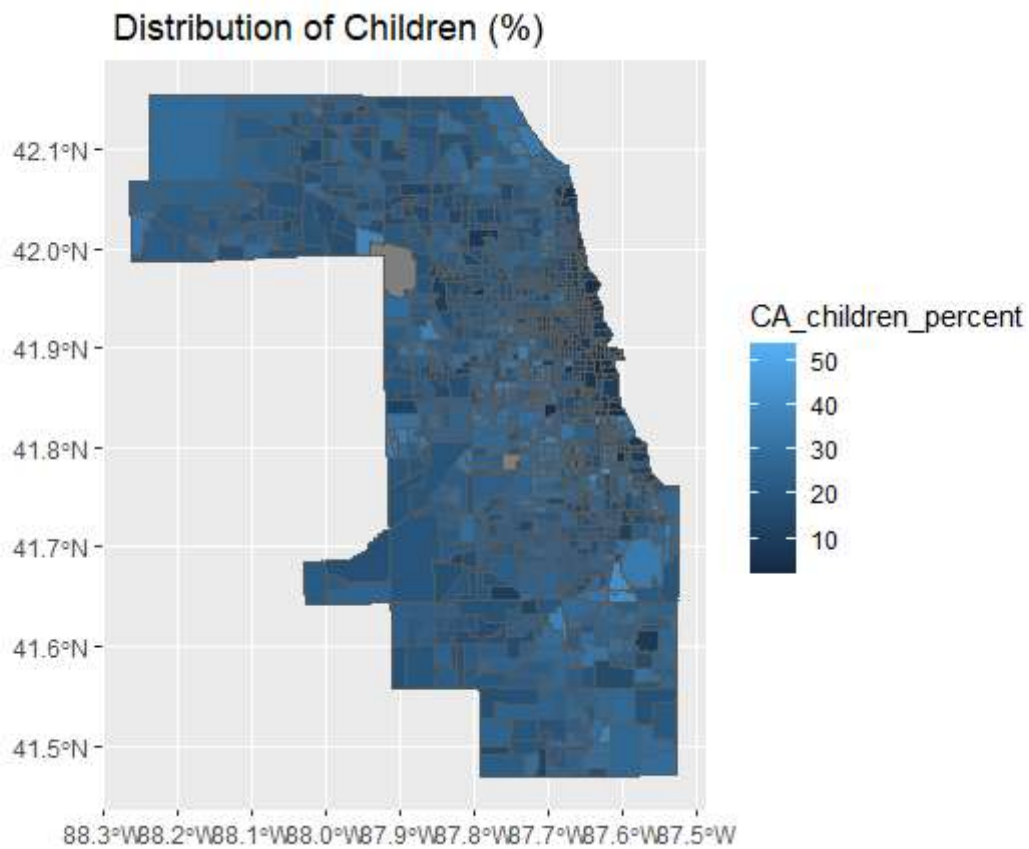 Distribution of Children (%)
42.1°N
42.0°N
41.9°N
41.8°N
41.7°N
41.6°N
41.5°N
88.3°W88.2°W88.1°W88.0°W87.9°W87.8°W87.7°W87.6°W87.5°W
CA_children_percent
50
40
30
20
10